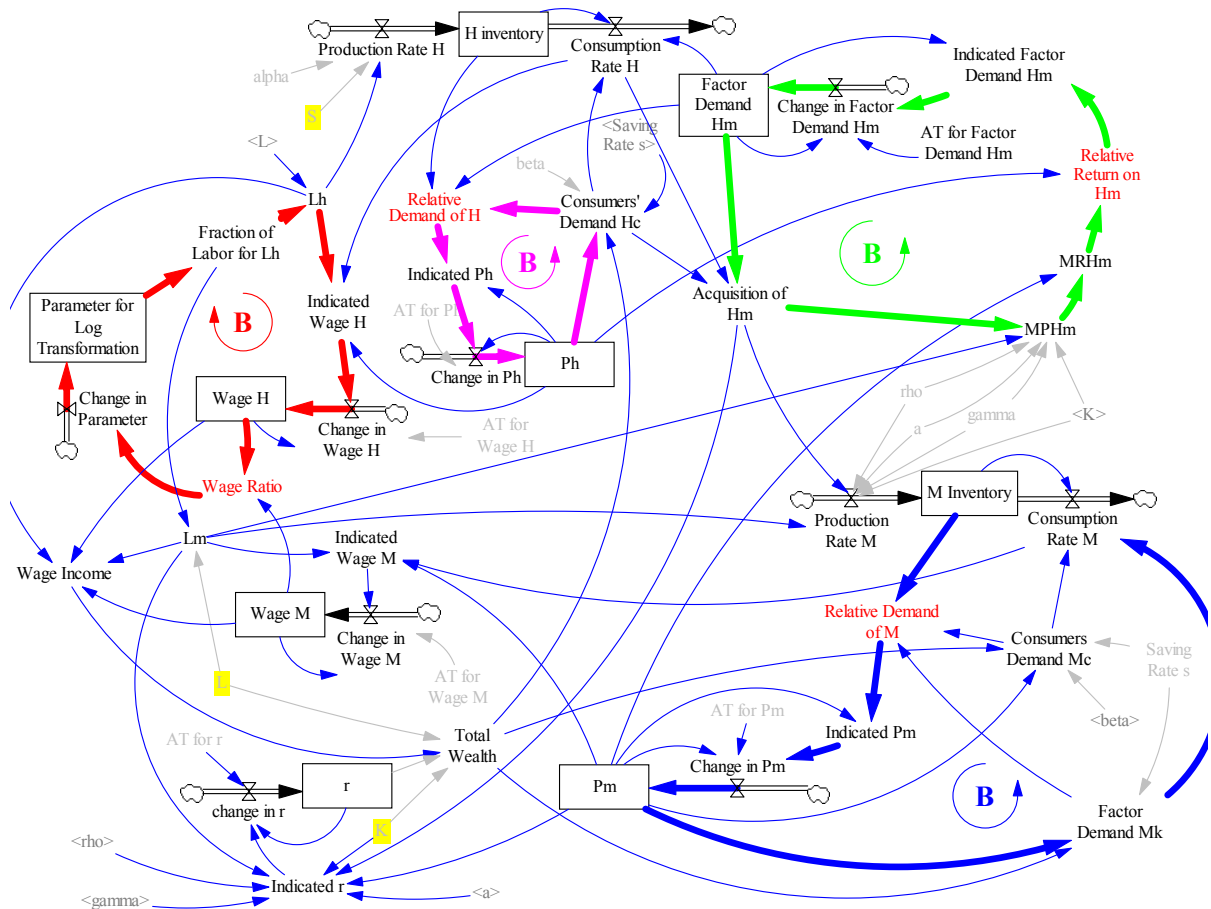 H inventory
Production Rate H
Consumption
Rate H
Indicated Factor
Demand Hm
alpha
Factor
Demand
Hm
Change in Factor
Demand Hm
S
<Saving
Rate s>
<L>
AT for Factor
Demand Hm
beta
Relative
Return on
Hm
Lh
Relative
Demand of H
Consumers'
Demand Hc
Fraction of
Labor for Lh
B
B
MRHm
Indicated Ph
Parameter for
Log
Transformation
B
Indicated
Wage H
AT for Ph
Acquisition of
Hm
MPHm
Change in Ph
Ph
Change in
Parameter
Wage H
Change in
Wage H
AT for
Wage H
rho
a
gamma
<K>
Wage Ratio
M Inventory
Production
Rate M
Consumption
Rate M
Lm
Indicated
Wage M
Wage Income
Wage M
Change in
Wage M
Relative Demand
of M
Consumers
Demand Mc
Saving
Rate s
L
AT for
Wage M
AT for Pm
<beta>
Total
Wealth
Indicated Pm
AT for r
Change in Pm
r
Pm
B
change in r
K
Factor
Demand Mk
<rho>
Indicated r
<gamma>
<a>